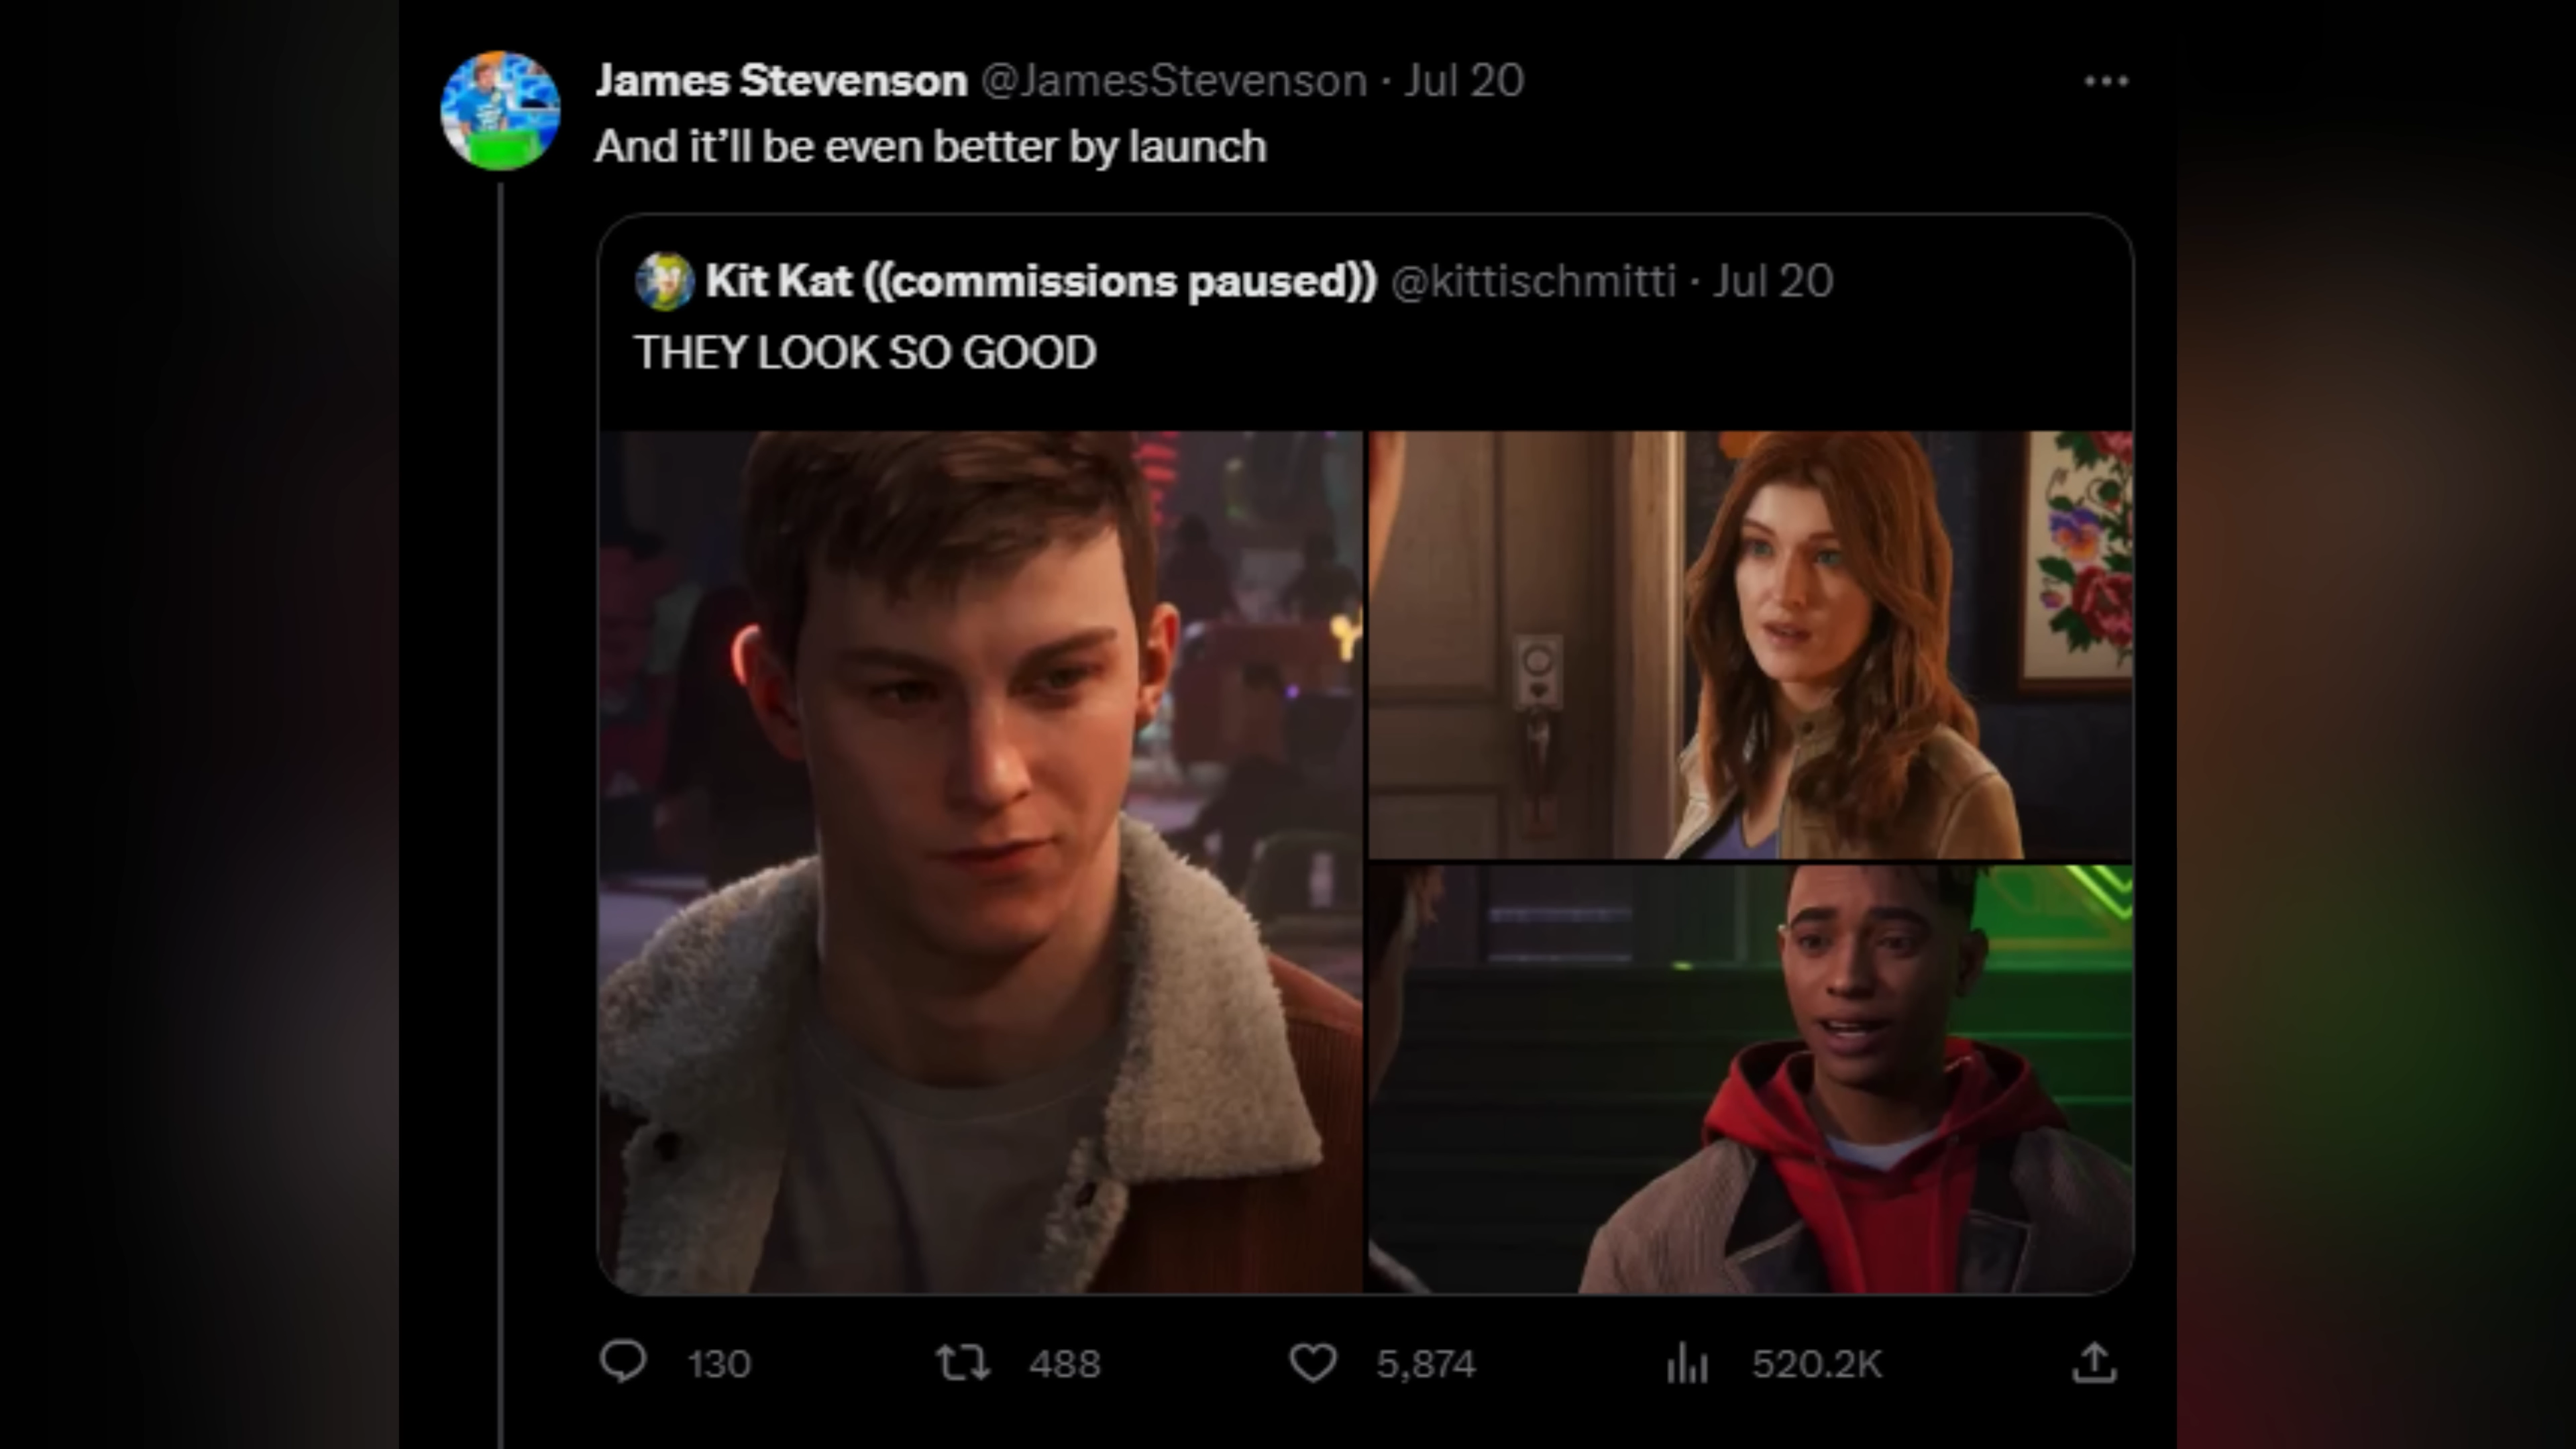 James Stevenson @JamesStevenson · Jul 20
And it’ll be even better by launch
Kit Kat ((commissions paused)) @kittischmitti · Jul 20
THEY LOOK SO GOOD
130 488 5,874 520.2K